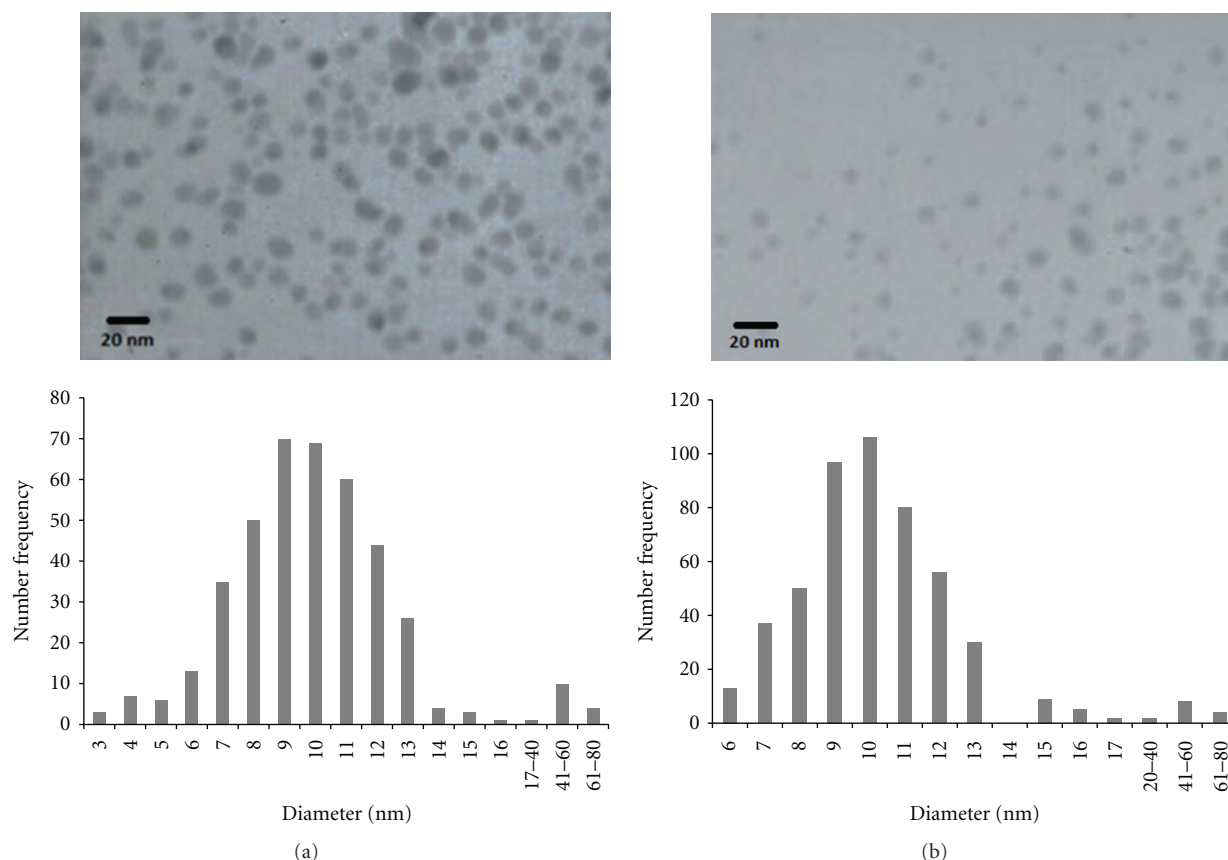 20 nm
20 nm
80
70
60
50
40
30
20
10
0
Number frequency
3 4 5 6 7 8 9 10 11 12 13 14 15 16 17–40 41–60 61–80
Diameter (nm)
(a)
120
100
80
60
40
20
0
Number frequency
6 7 8 9 10 11 12 13 14 15 16 17 20–40 41–60 61–80
Diameter (nm)
(b)